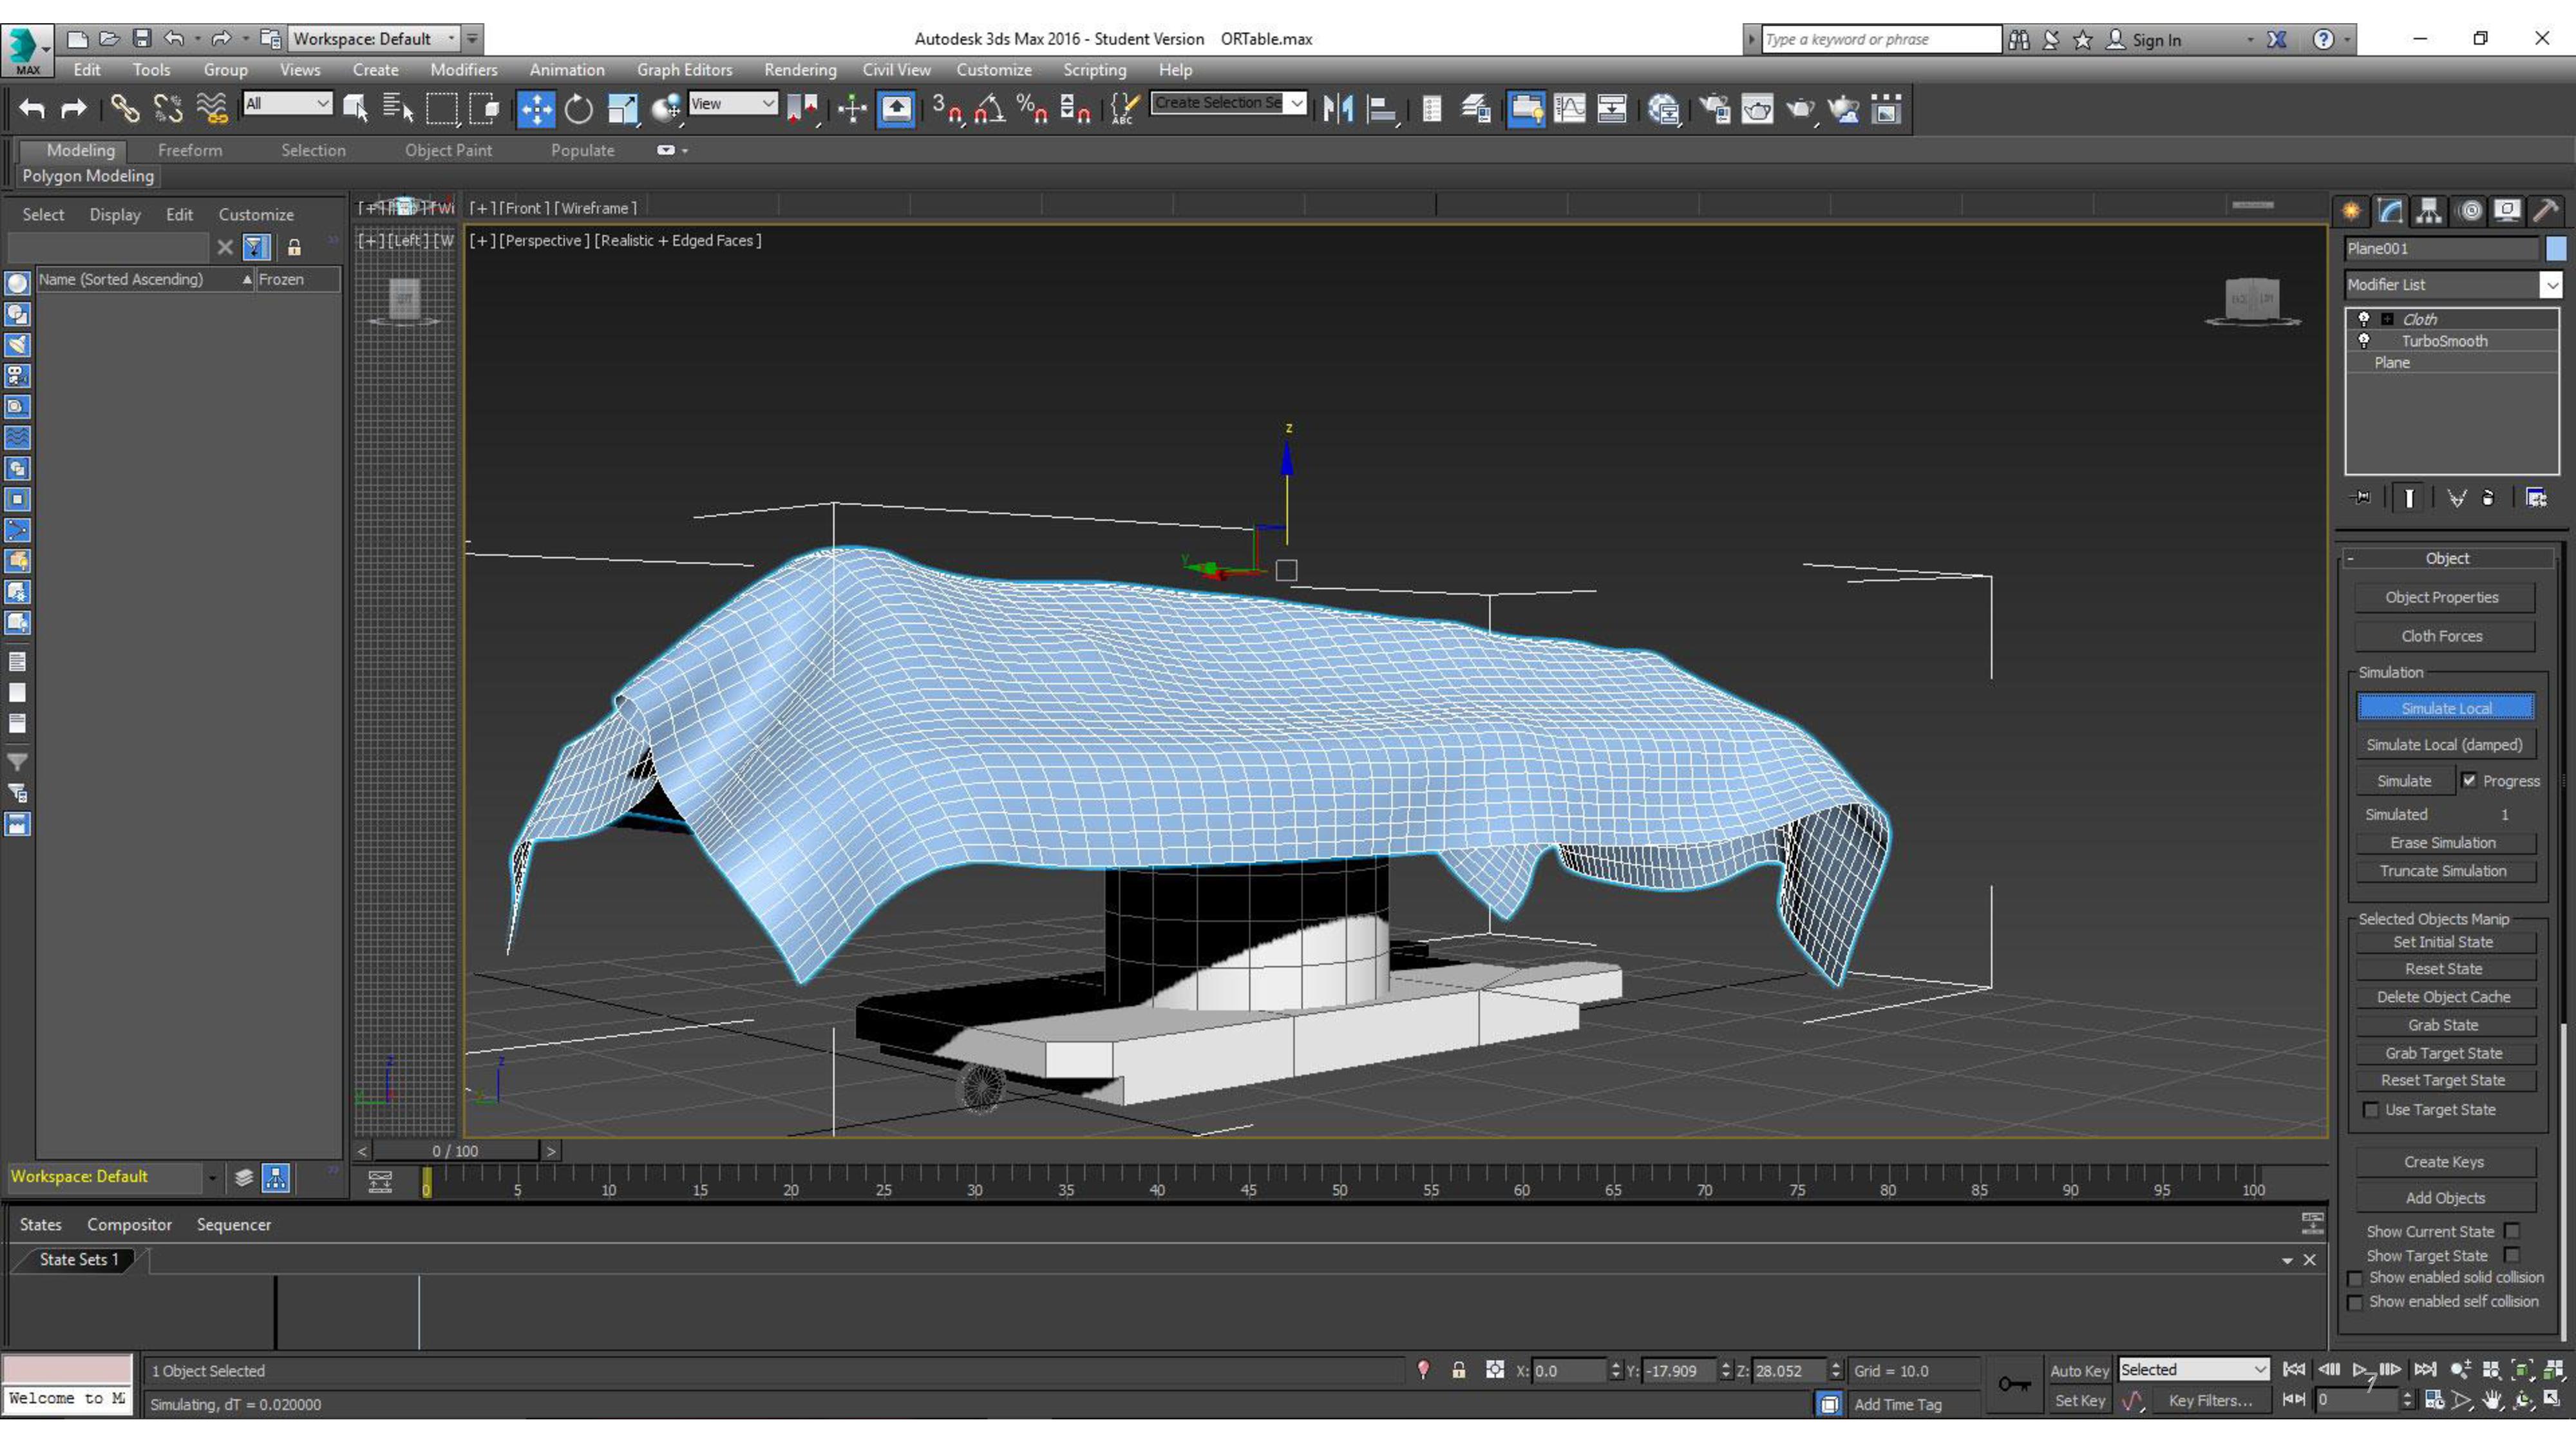 Workspace: Default
Autodesk 3ds Max 2016 - Student Version ORTable.max
Type a keyword or phrase
Sign In
MAX
Edit Tools Group Views Create Modifiers Animation Graph Editors Rendering Civil View Customize Scripting Help
All
View
3
%
ABC
Create Selection Se
Modeling Freeform Selection Object Paint Populate
Polygon Modeling
Select Display Edit Customize
Name (Sorted Ascending) Frozen
[+][Front][Wireframe]
[+][Left][W
[+][Perspective][Realistic + Edged Faces]
z
y
Plane001
Modifier List
Cloth
TurboSmooth
Plane
- Object
Object Properties
Cloth Forces
Simulation
Simulate Local
Simulate Local (damped)
Simulate Progress
Simulated 1
Erase Simulation
Truncate Simulation
Selected Objects Manip
Set Initial State
Reset State
Delete Object Cache
Grab State
Grab Target State
Reset Target State
Use Target State
Create Keys
Add Objects
Show Current State
Show Target State
Show enabled solid collision
Show enabled self collision
< 0 / 100 >
Workspace: Default
0 5 10 15 20 25 30 35 40 45 50 55 60 65 70 75 80 85 90 95 100
States Compositor Sequencer
State Sets 1
1 Object Selected
X: 0.0 Y: -17.909 Z: 28.052 Grid = 10.0
Auto Key Selected
Welcome to M
Simulating, dT = 0.020000
Add Time Tag
Set Key Key Filters... 0